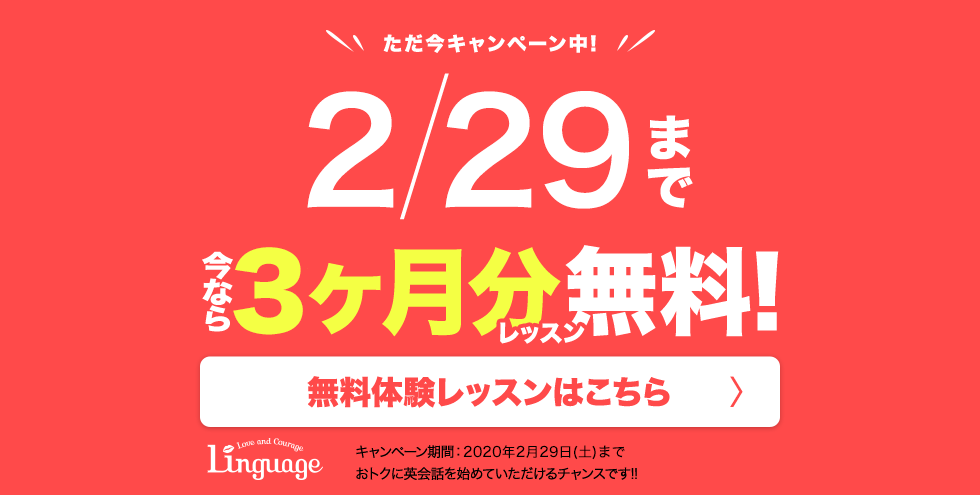 ただ今キャンペーン中!
2/29まで
今なら3ヶ月分レッスン無料!
無料体験レッスンはこちら 〉
Love and Courage
Linguage
キャンペーン期間：2020年2月29日(土)まで
おトクに英会話を始めていただけるチャンスです!!